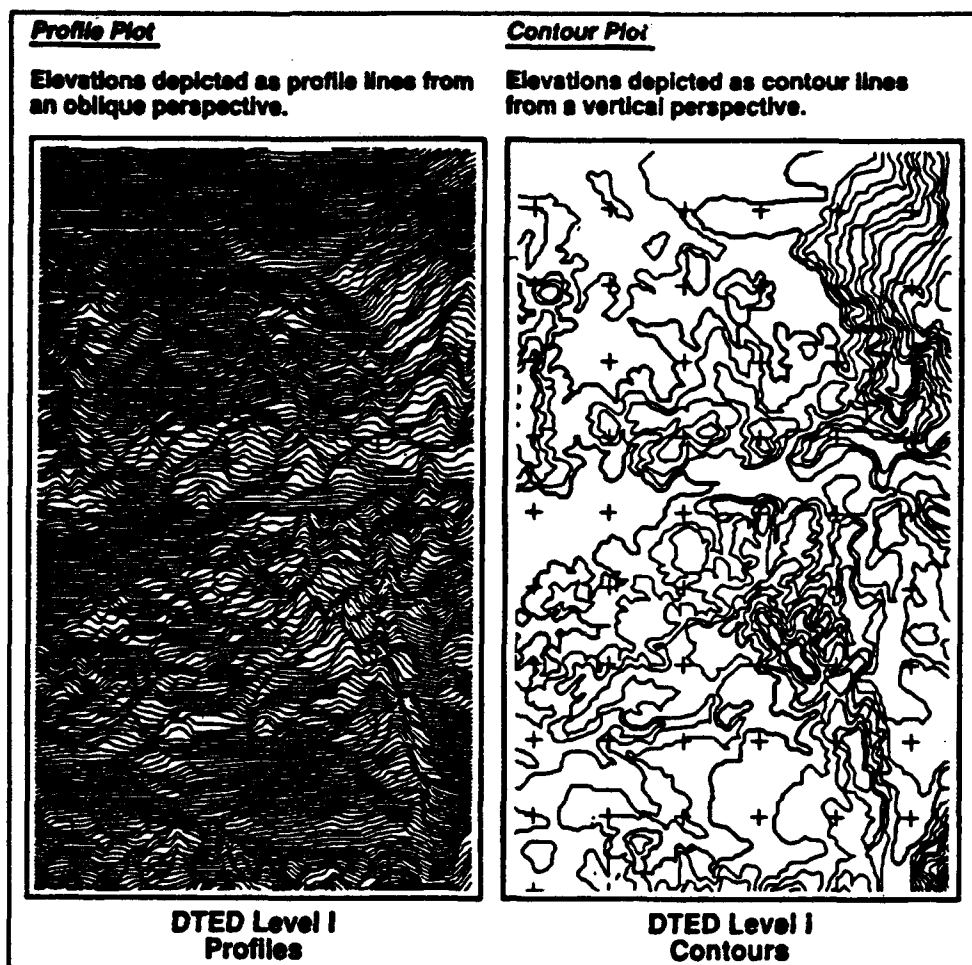 Profile Plot
Elevations depicted as profile lines from
an oblique perspective.
Contour Plot
Elevations depicted as contour lines
from a vertical perspective.
DTED Level I
Profiles
DTED Level I
Contours